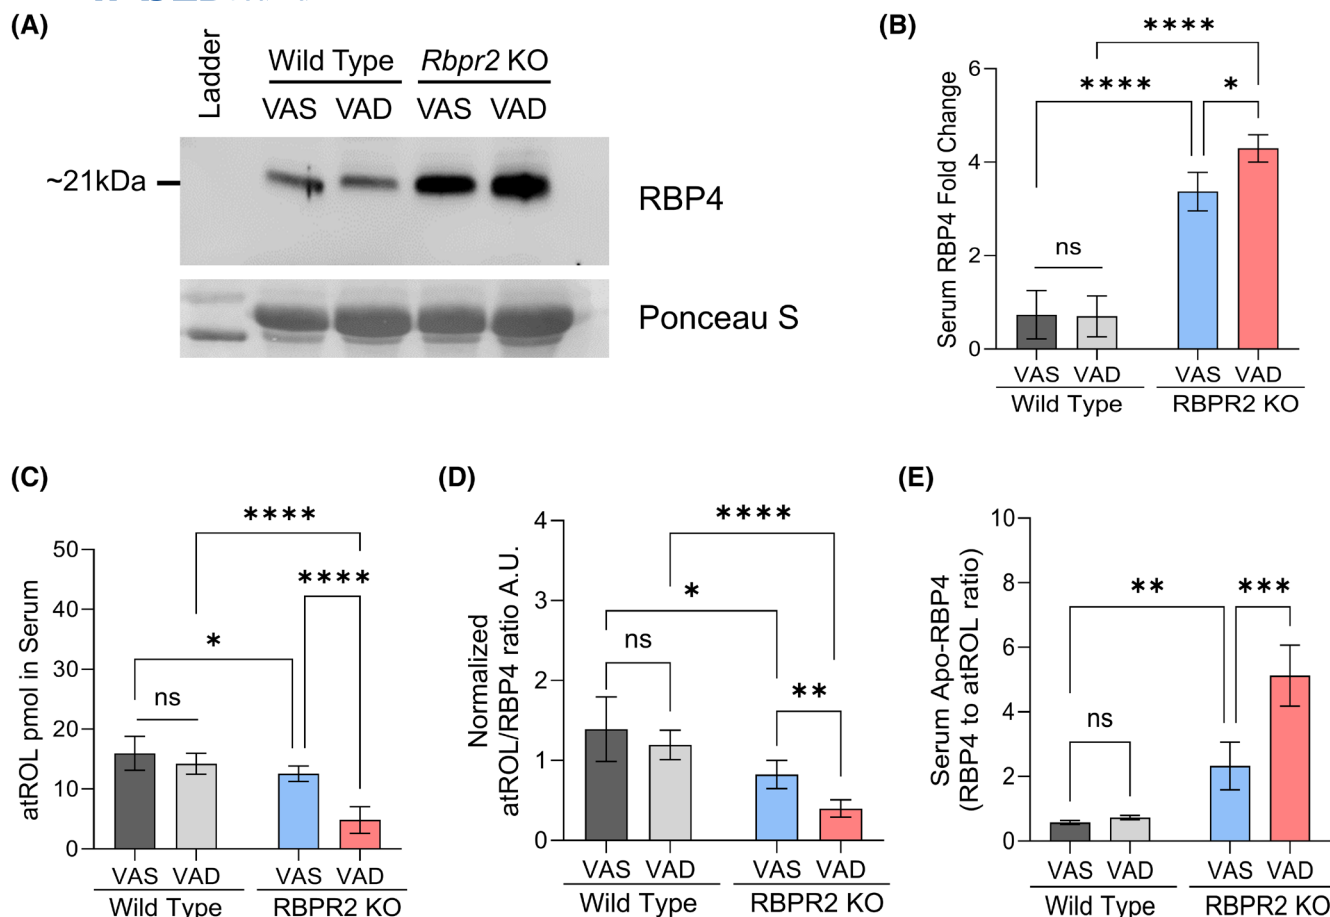 (A)
Ladder
Wild Type Rbpr2 KO
VAS VAD VAS VAD
~21kDa
RBP4
Ponceau S
(B)
Serum RBP4 Fold Change
6
4
2
0
****
**** *
ns
VAS VAD VAS VAD
Wild Type RBPR2 KO
(C)
atROL pmol in Serum
50
40
30
20
10
0
****
****
*
ns
VAS VAD VAS VAD
Wild Type RBPR2 KO
(D)
Normalized
atROL/RBP4 ratio A.U.
4
3
2
1
0
****
*
ns
**
VAS VAD VAS VAD
Wild Type RBPR2 KO
(E)
Serum Apo-RBP4
(RBP4 to atROL ratio)
10
8
6
4
2
0
** ***
ns
VAS VAD VAS VAD
Wild Type RBPR2 KO